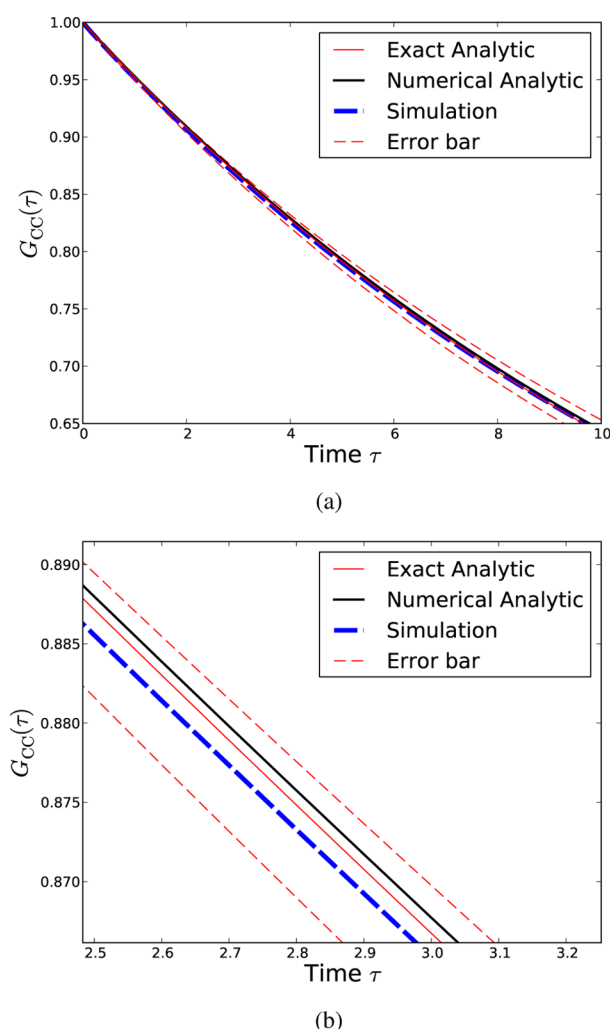 1.00
0.95
0.90
0.85
0.80
0.75
0.70
0.65
G_CC(τ)
Exact Analytic
Numerical Analytic
Simulation
Error bar
0 2 4 6 8 10
Time τ
(a)
0.890
0.885
0.880
0.875
0.870
G_CC(τ)
Exact Analytic
Numerical Analytic
Simulation
Error bar
2.5 2.6 2.7 2.8 2.9 3.0 3.1 3.2
Time τ
(b)